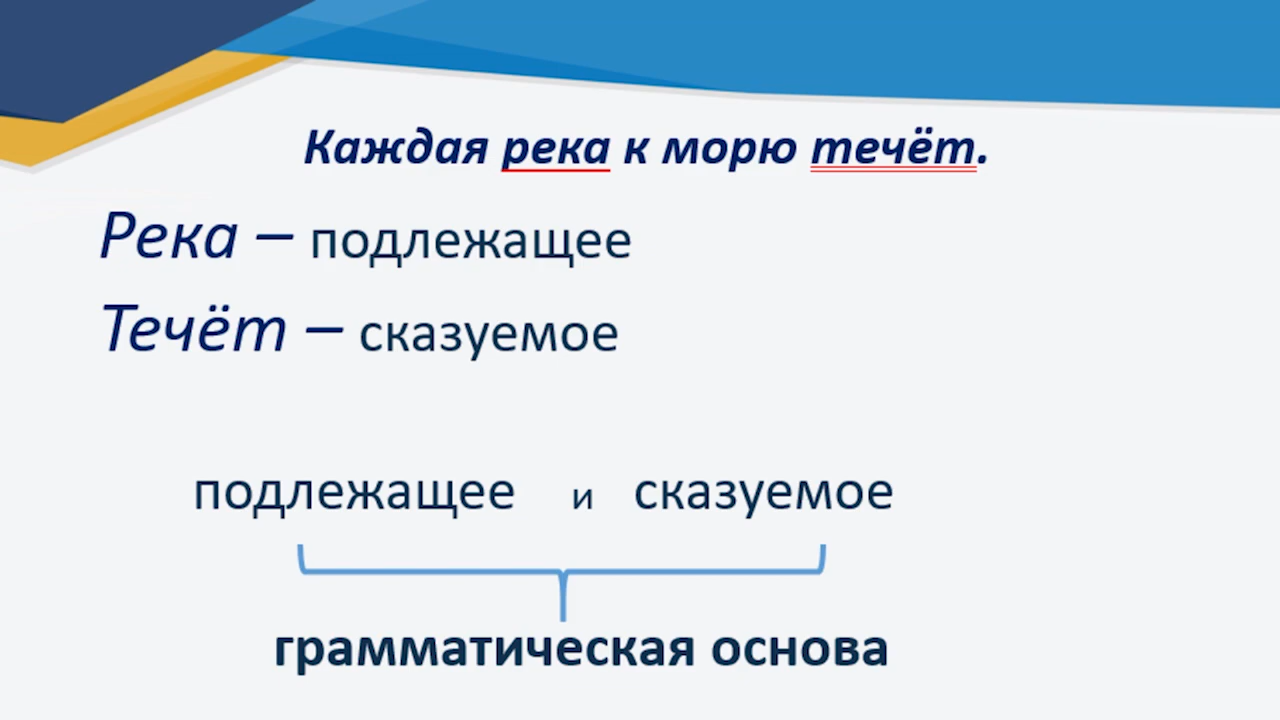 Каждая река к морю течёт.
Река – подлежащее
Течёт – сказуемое
подлежащее и сказуемое
грамматическая основа